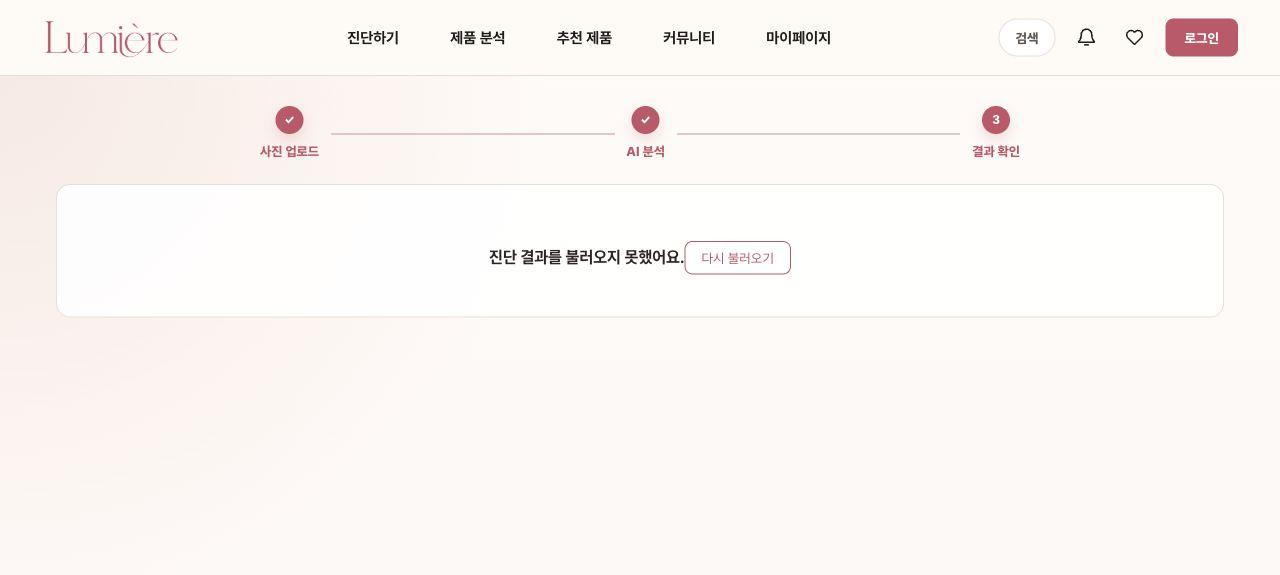 Lumière
진단하기
제품 분석
추천 제품
커뮤니티
마이페이지
검색
로그인
3
사진 업로드
AI 분석
결과 확인
진단 결과를 불러오지 못했어요.
다시 불러오기